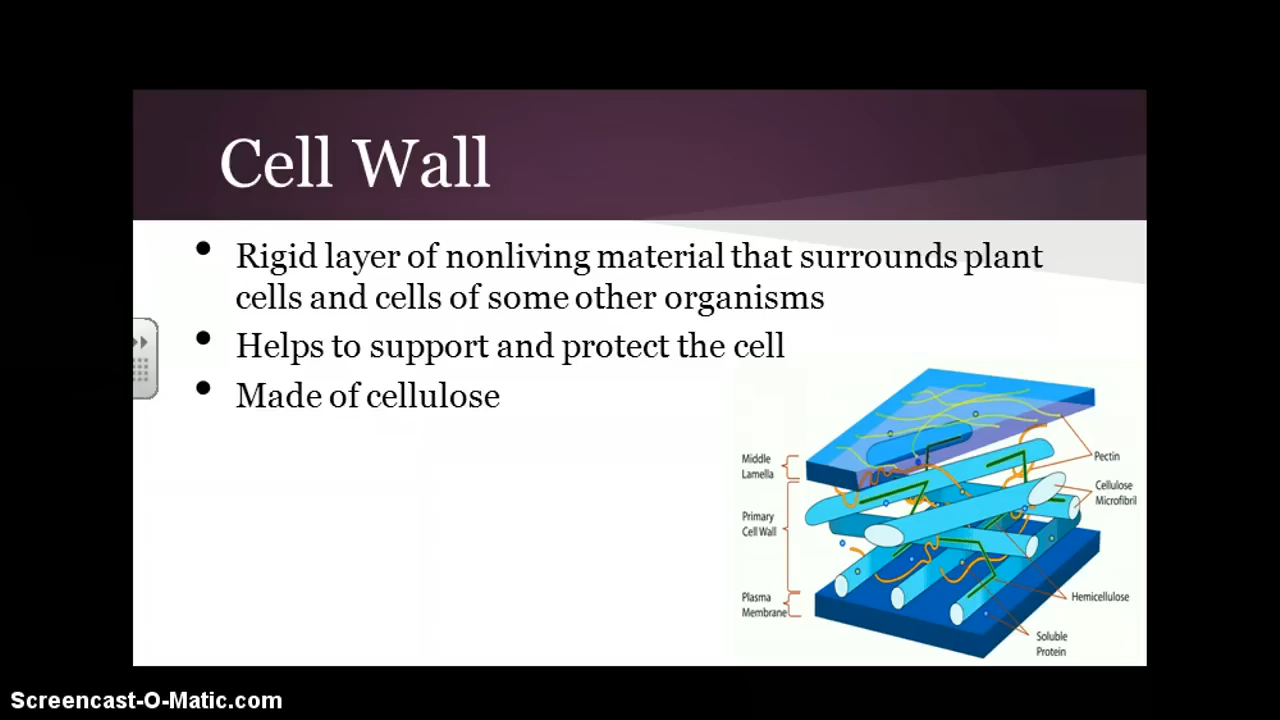 Cell Wall
• Rigid layer of nonliving material that surrounds plant
cells and cells of some other organisms
• Helps to support and protect the cell
• Made of cellulose
Middle
Lamella
Primary
Cell Wall
Plasma
Membrane
Pectin
Cellulose
Microfibril
Hemicellulose
Soluble
Protein
Screencast-O-Matic.com